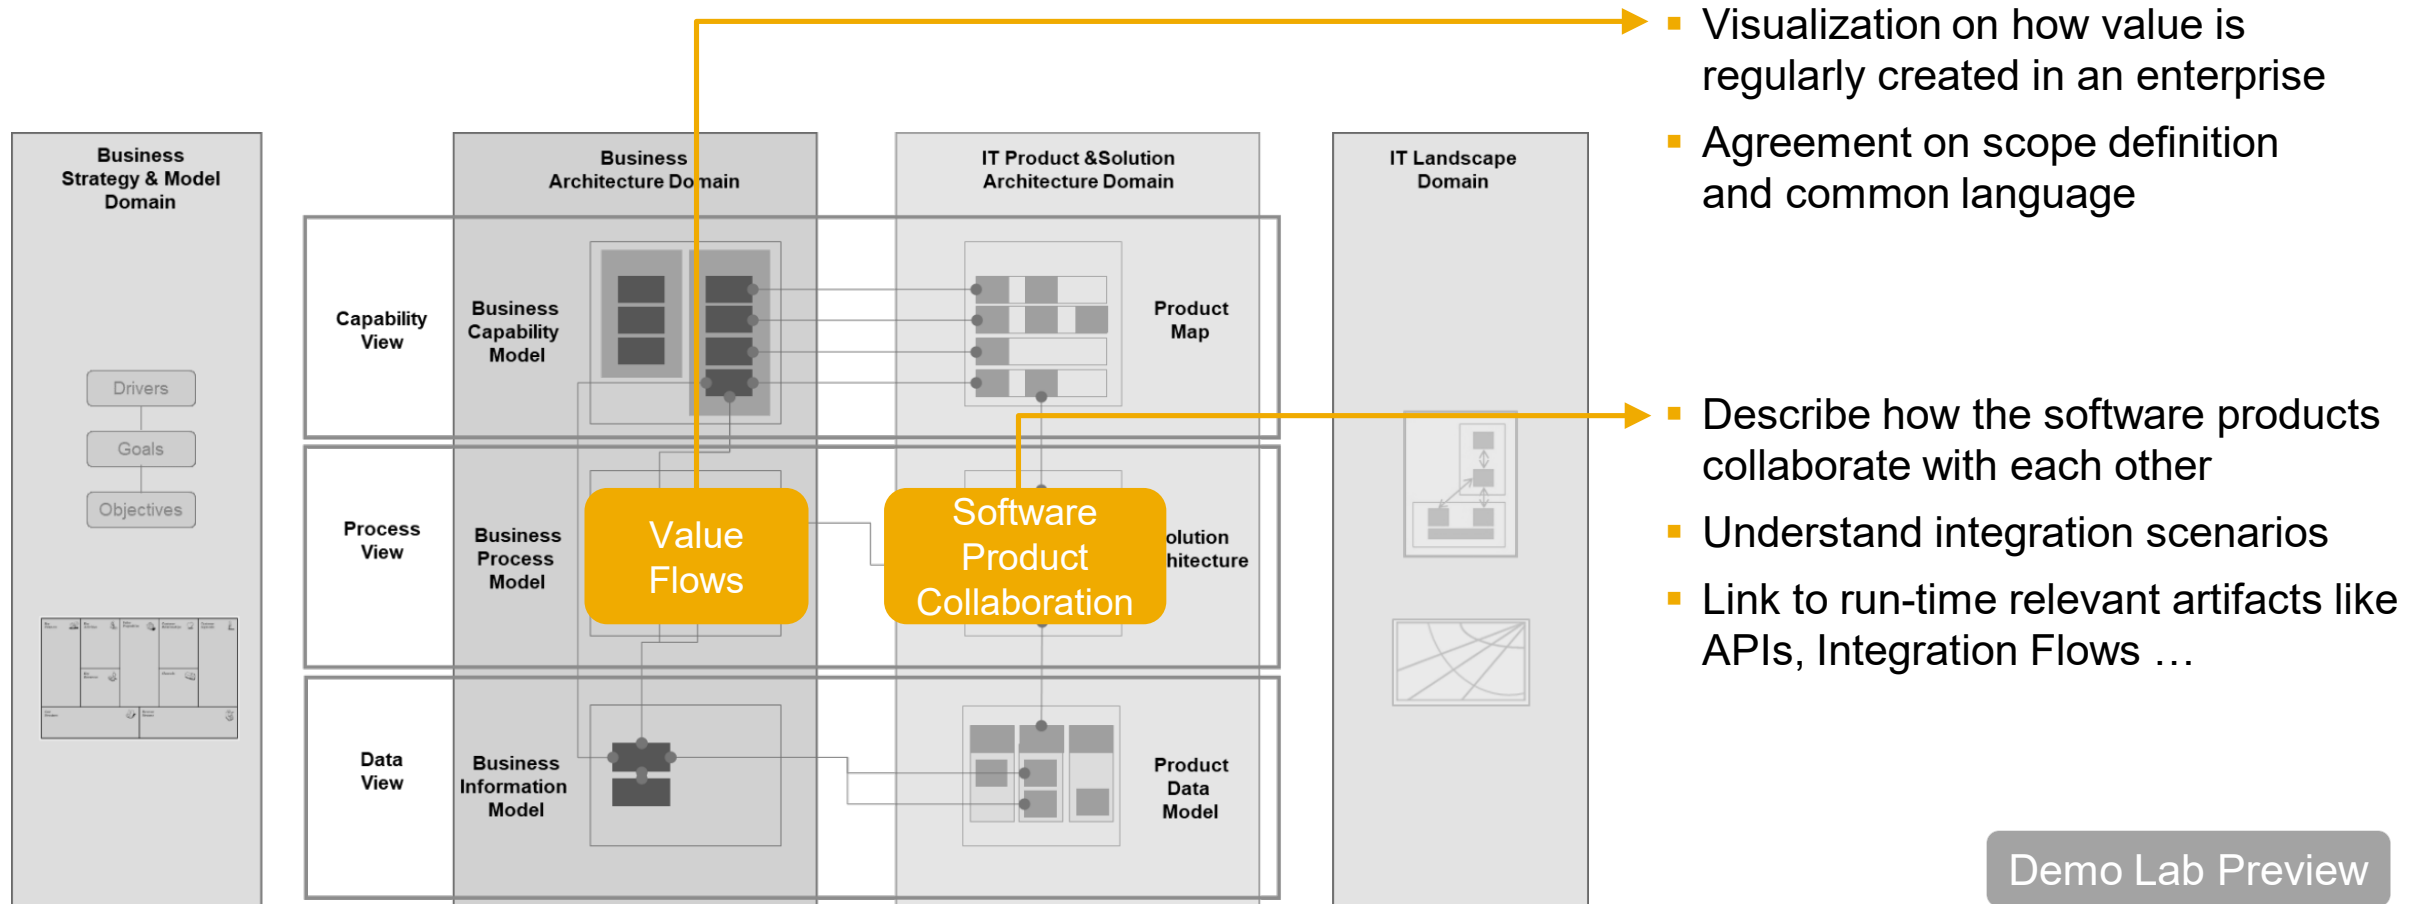 Visualization on how value is
regularly created in an enterprise
Agreement on scope definition
and common language
Business
Strategy & Model
Domain
Business
Architecture Domain
IT Product &Solution
Architecture Domain
IT Landscape
Domain
Capability
View
Business
Capability
Model
Product
Map
Drivers
Goals
Objectives
Describe how the software products
collaborate with each other
Understand integration scenarios
Link to run-time relevant artifacts like
APIs, Integration Flows …
Process
View
Business
Process
Model
Value
Flows
Software
Product
Collaboration
olution
hitecture
Data
View
Business
Information
Model
Product
Data
Model
Demo Lab Preview